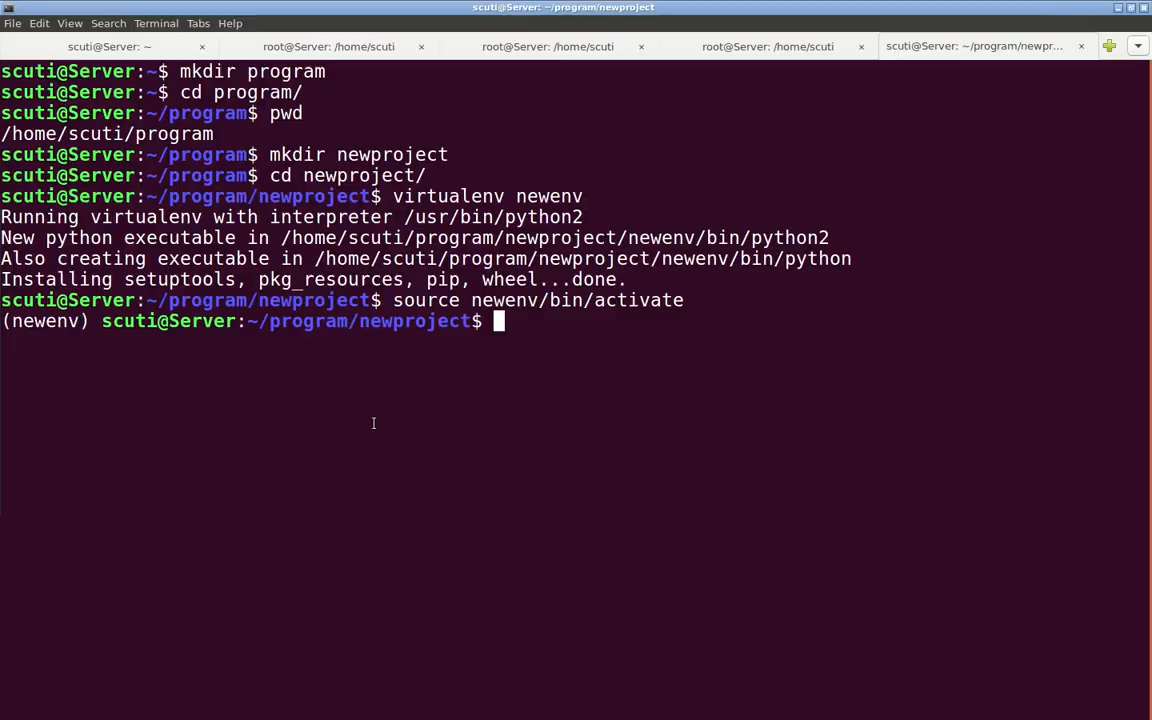 scuti@Server: ~/program/newproject
File Edit View Search Terminal Tabs Help
scuti@Server: ~ × root@Server: /home/scuti × root@Server: /home/scuti × root@Server: /home/scuti × scuti@Server: ~/program/newpr... ×
scuti@Server:~$ mkdir program
scuti@Server:~$ cd program/
scuti@Server:~/program$ pwd
/home/scuti/program
scuti@Server:~/program$ mkdir newproject
scuti@Server:~/program$ cd newproject/
scuti@Server:~/program/newproject$ virtualenv newenv
Running virtualenv with interpreter /usr/bin/python2
New python executable in /home/scuti/program/newproject/newenv/bin/python2
Also creating executable in /home/scuti/program/newproject/newenv/bin/python
Installing setuptools, pkg_resources, pip, wheel...done.
scuti@Server:~/program/newproject$ source newenv/bin/activate
(newenv) scuti@Server:~/program/newproject$